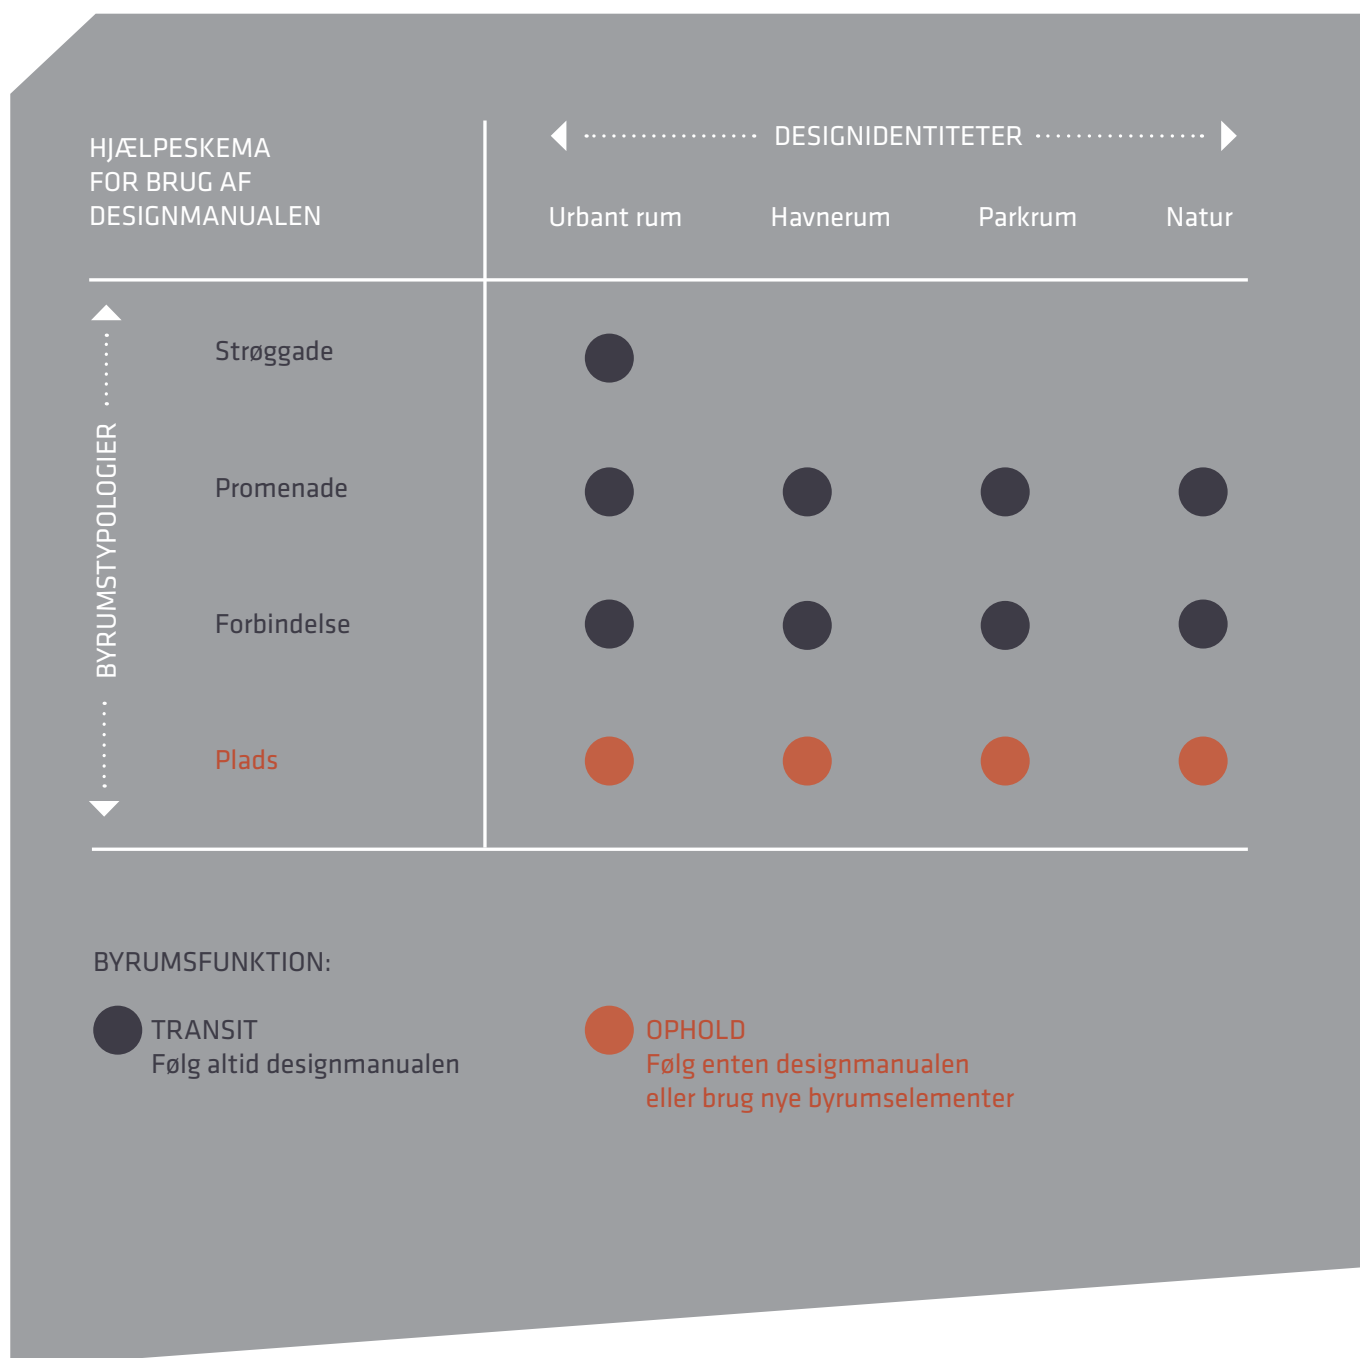 HJÆLPESKEMA
FOR BRUG AF
DESIGNMANUALEN
DESIGNIDENTITETER
Urbant rum Havnerum Parkrum Natur
BYRUMSTYPOLOGIER
Strøggade
Promenade
Forbindelse
Plads
BYRUMSFUNKTION:
TRANSIT
Følg altid designmanualen
OPHOLD
Følg enten designmanualen
eller brug nye byrumselementer